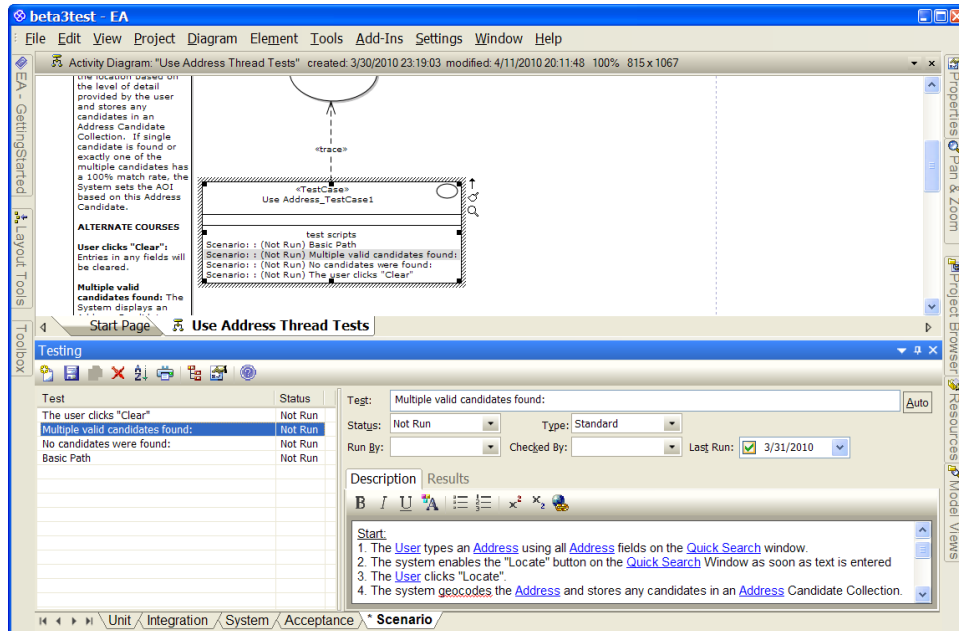 beta3test - EA
File Edit View Project Diagram Element Tools Add-Ins Settings Window Help
Activity Diagram: "Use Address Thread Tests" created: 3/30/2010 23:19:03 modified: 4/11/2010 20:11:48 100% 815 x 1067
EA - GettingStarted
Layout Tools
Toolbox
the location based on
the level of detail
provided by the user
and stores any
candidates in an
Address Candidate
Collection. If single
candidate is found or
exactly one of the
multiple candidates has
a 100% match rate, the
System sets the AOI
based on this Address
Candidate.
ALTERNATE COURSES
User clicks "Clear":
Entries in any fields will
be cleared.
Multiple valid
candidates found: The
System displays an
«trace»
«TestCase»
Use Address_TestCase1
test scripts
Scenario: : (Not Run) Basic Path
Scenario: : (Not Run) Multiple valid candidates found:
Scenario: : (Not Run) No candidates were found:
Scenario: : (Not Run) The user clicks "Clear"
Properties
Pan & Zoom
Project Browser
Resources
Model Views
Start Page
Use Address Thread Tests
Testing
Test Status
The user clicks "Clear" Not Run
Multiple valid candidates found: Not Run
No candidates were found: Not Run
Basic Path Not Run
Test: Multiple valid candidates found: Auto
Status: Not Run Type: Standard
Run By: Checked By: Last Run: 3/31/2010
Description Results
B I U A x² x₂
Start:
1. The User types an Address using all Address fields on the Quick Search window.
2. The system enables the "Locate" button on the Quick Search Window as soon as text is entered
3. The User clicks "Locate".
4. The system geocodes the Address and stores any candidates in an Address Candidate Collection.
Unit Integration System Acceptance * Scenario